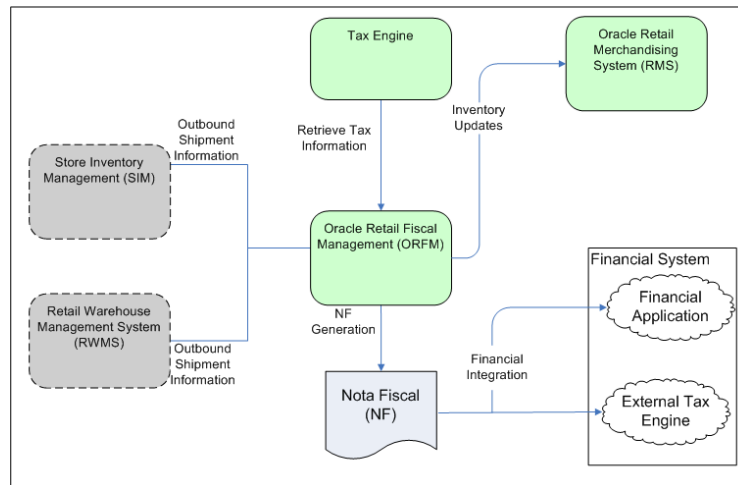 Tax Engine
Oracle Retail
Merchandising
System (RMS)
Inventory
Updates
Retrieve Tax
Information
Outbound
Shipment
Information
Store Inventory
Management (SIM)
Oracle Retail Fiscal
Management (ORFM)
Financial System
Financial
Application
Retail Warehouse
Management System
(RWMS)
NF
Generation
Outbound
Shipment
Information
Financial
Integration
Nota Fiscal
(NF)
External Tax
Engine